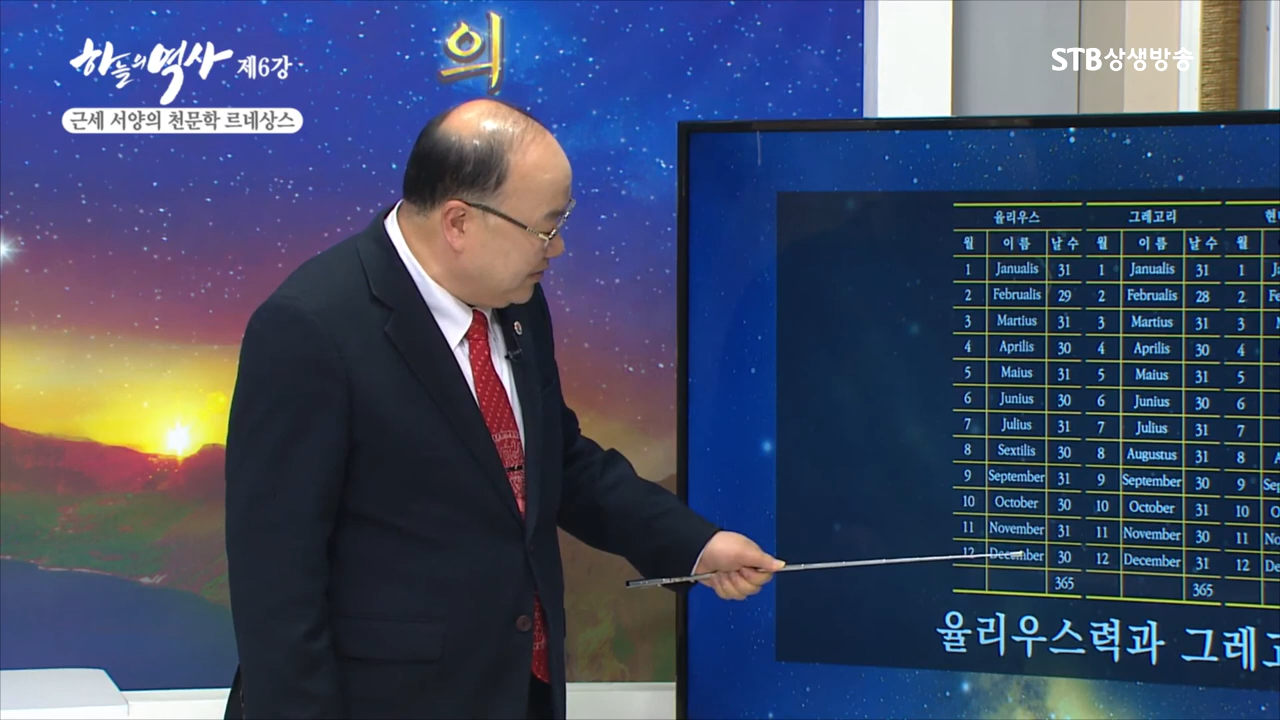 하늘의 역사 제6강
근세 서양의 천문학 르네상스
의
STB상생방송
율리우스 그레고리 현
월 이름 날수 월 이름 날수 월
1 Janualis 31 1 Janualis 31 1 J
2 Februalis 29 2 Februalis 28 2 Fe
3 Martius 31 3 Martius 31 3
4 Aprilis 30 4 Aprilis 30 4
5 Maius 31 5 Maius 31 5
6 Junius 30 6 Junius 30 6
7 Julius 31 7 Julius 31 7
8 Sextilis 30 8 Augustus 31 8 A
9 September 31 9 September 30 9 Sep
10 October 30 10 October 31 10 O
11 November 31 11 November 30 11 No
12 December 30 12 December 31 12 De
365 365
율리우스력과 그레고